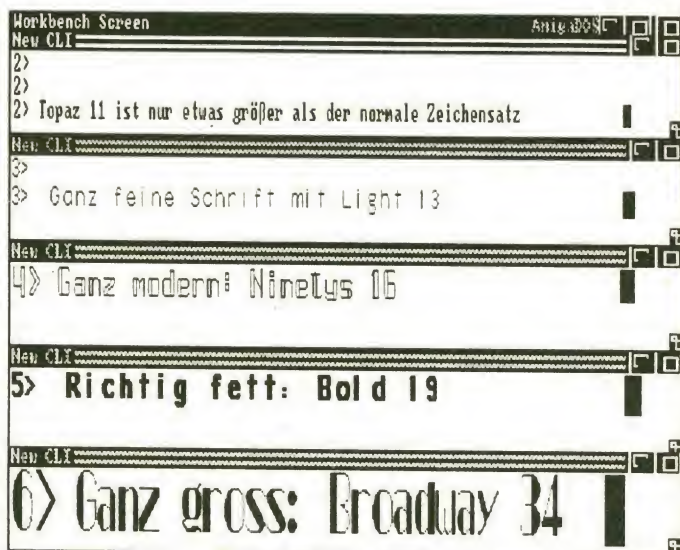 Workbench Screen AmigaDOS
New CLI
2>
2>
2> Topaz 11 ist nur etwas größer als der normale Zeichensatz
New CLI
3>
3> Ganz feine Schrift mit Light 13
New CLI
4> Ganz modern: Ninetys 16
New CLI
5> Richtig fett: Bold 19
New CLI
6> Ganz gross: Broadway 34